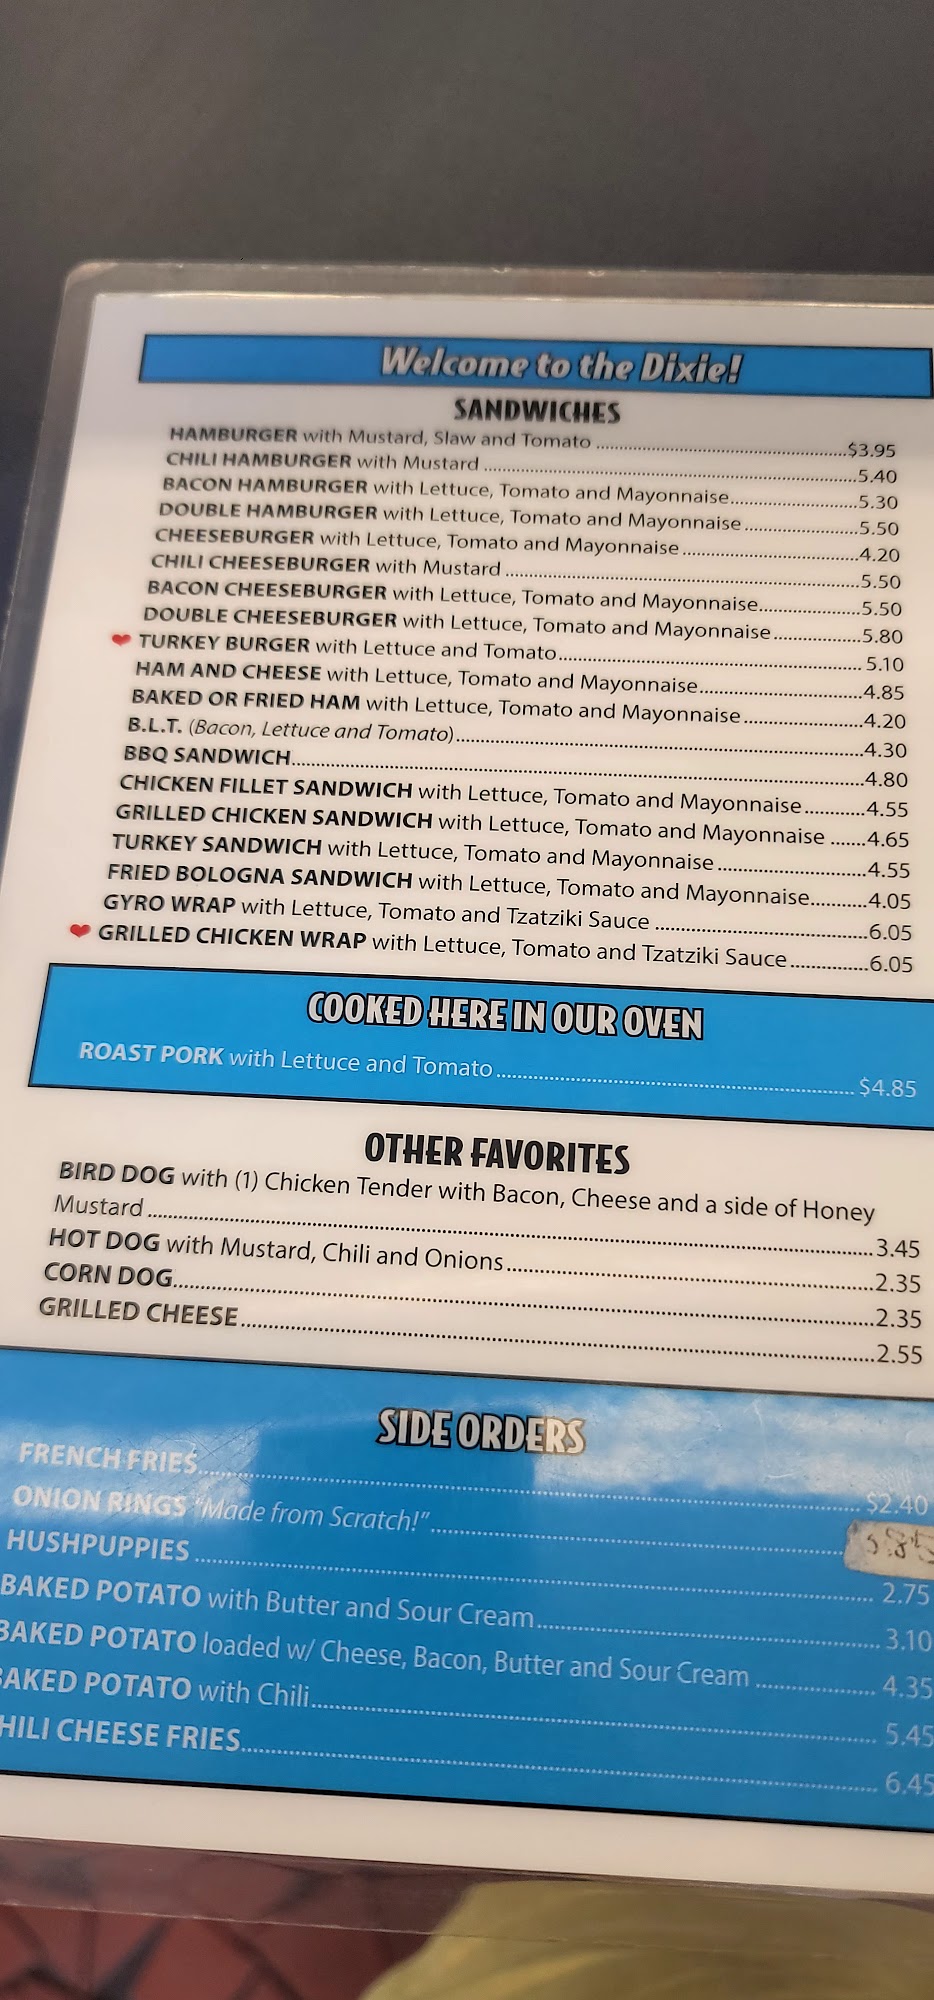 Welcome to the Dixie!
SANDWICHES
HAMBURGER with Mustard, Slaw and Tomato ........ $3.95
CHILI HAMBURGER with Mustard ........ 5.40
BACON HAMBURGER with Lettuce, Tomato and Mayonnaise ........ 5.30
DOUBLE HAMBURGER with Lettuce, Tomato and Mayonnaise ........ 5.50
CHEESEBURGER with Lettuce, Tomato and Mayonnaise ........ 4.20
CHILI CHEESEBURGER with Mustard ........ 5.50
BACON CHEESEBURGER with Lettuce, Tomato and Mayonnaise ........ 5.50
DOUBLE CHEESEBURGER with Lettuce, Tomato and Mayonnaise ........ 5.80
❤ TURKEY BURGER with Lettuce and Tomato ........ 5.10
HAM AND CHEESE with Lettuce, Tomato and Mayonnaise ........ 4.85
BAKED OR FRIED HAM with Lettuce, Tomato and Mayonnaise ........ 4.20
B.L.T. (Bacon, Lettuce and Tomato) ........ 4.30
BBQ SANDWICH ........ 4.80
CHICKEN FILLET SANDWICH with Lettuce, Tomato and Mayonnaise ........ 4.55
GRILLED CHICKEN SANDWICH with Lettuce, Tomato and Mayonnaise ........ 4.65
TURKEY SANDWICH with Lettuce, Tomato and Mayonnaise ........ 4.55
FRIED BOLOGNA SANDWICH with Lettuce, Tomato and Mayonnaise ........ 4.05
GYRO WRAP with Lettuce, Tomato and Tzatziki Sauce ........ 6.05
❤ GRILLED CHICKEN WRAP with Lettuce, Tomato and Tzatziki Sauce ........ 6.05
COOKED HERE IN OUR OVEN
ROAST PORK with Lettuce and Tomato ........ $4.85
OTHER FAVORITES
BIRD DOG with (1) Chicken Tender with Bacon, Cheese and a side of Honey
Mustard ........ 3.45
HOT DOG with Mustard, Chili and Onions ........ 2.35
CORN DOG ........ 2.35
GRILLED CHEESE ........ 2.55
SIDE ORDERS
FRENCH FRIES ........ $2.40
ONION RINGS "Made from Scratch!" ........
HUSHPUPPIES ........ 2.75
BAKED POTATO with Butter and Sour Cream ........ 3.10
BAKED POTATO loaded w/ Cheese, Bacon, Butter and Sour Cream ........ 4.35
BAKED POTATO with Chili ........ 5.45
HILI CHEESE FRIES ........ 6.45